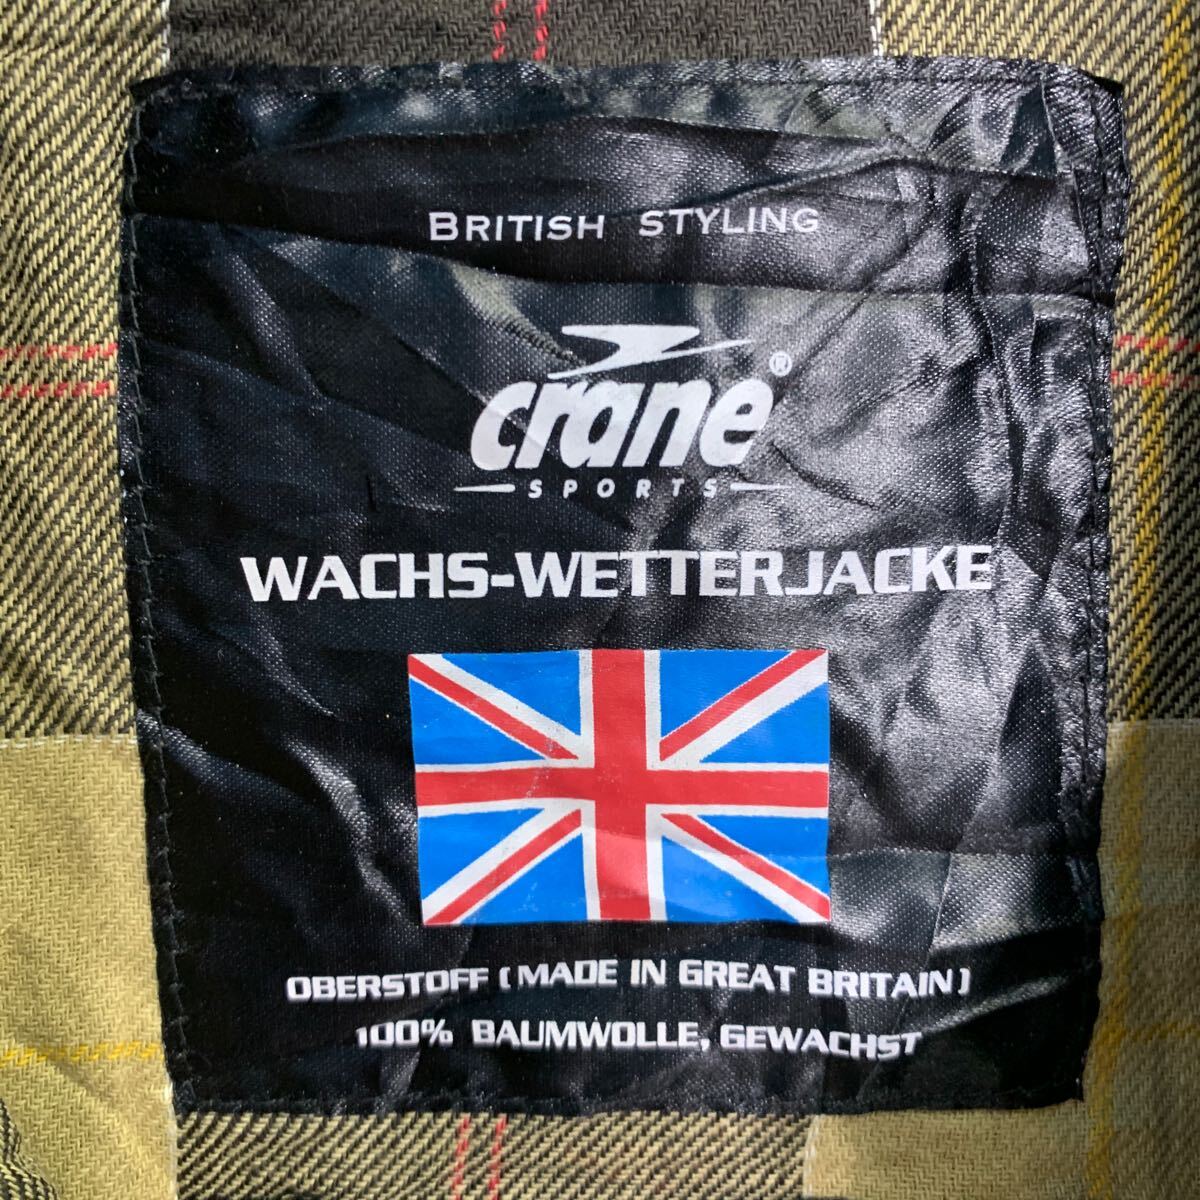 BRITISH STYLING
crane®
SPORTS
WACHS-WETTERJACKE
OBERSTOFF (MADE IN GREAT BRITAIN)
100% BAUMWOLLE, GEWACHST